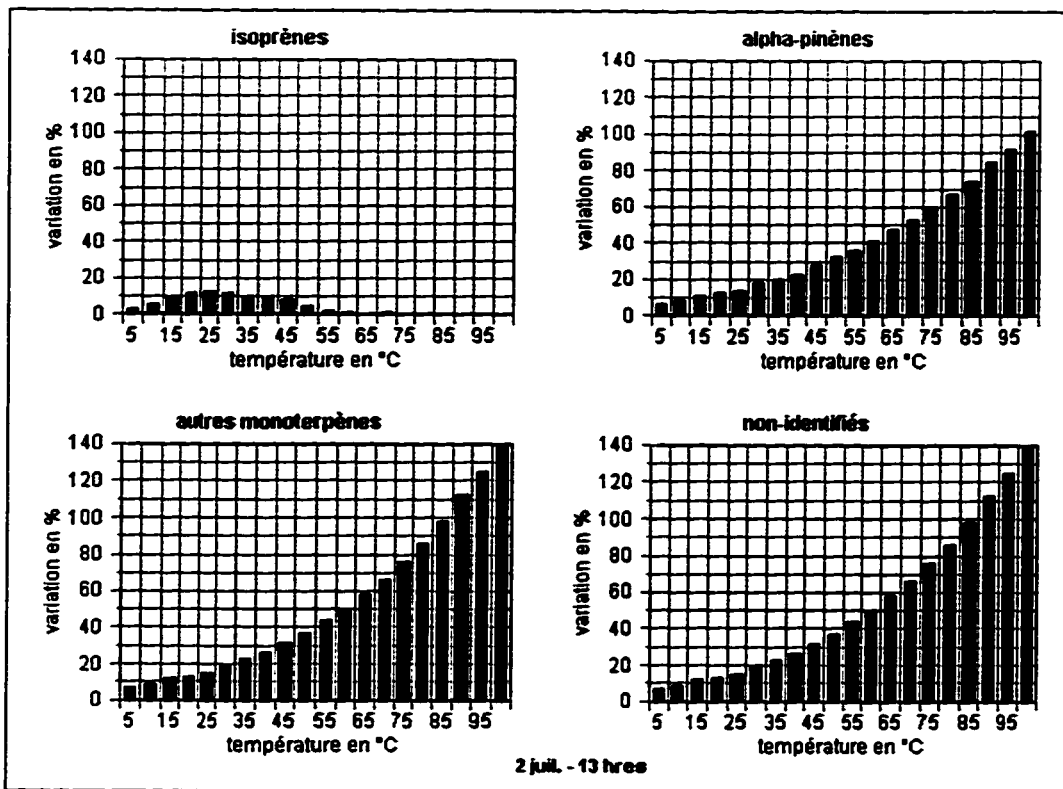 isoprènes
140
120
100
80
60
40
20
0
variation en %
5 15 25 35 45 55 65 75 85 95
température en °C
alpha-pinènes
140
120
100
80
60
40
20
0
variation en %
5 15 25 35 45 55 65 75 85 95
température en °C
autres monoterpènes
140
120
100
80
60
40
20
0
variation en %
5 15 25 35 45 55 65 75 85 95
température en °C
non-identifiés
140
120
100
80
60
40
20
0
variation en %
5 15 25 35 45 55 65 75 85 95
température en °C
2 juil. - 13 hres